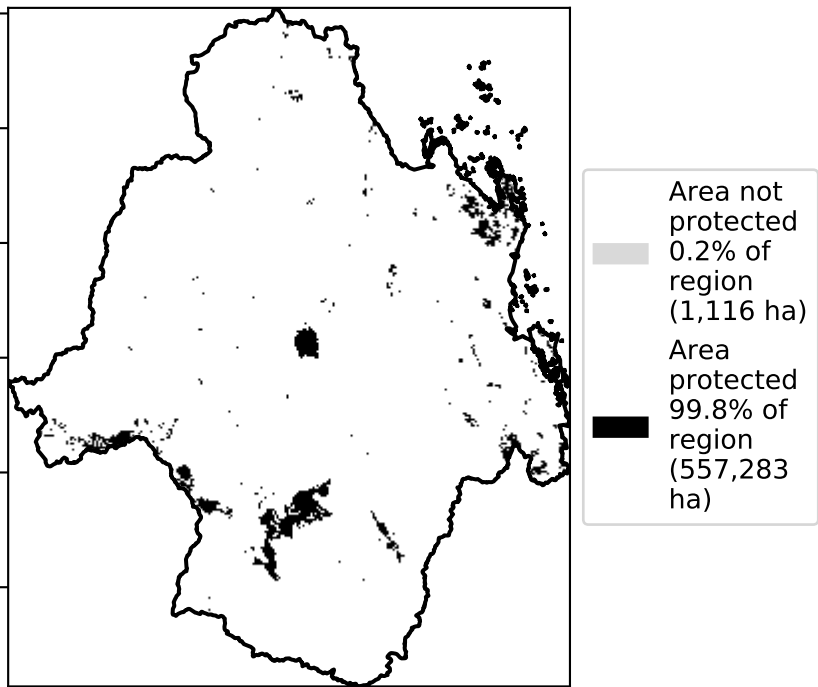 Area not
protected
0.2% of
region
(1,116 ha)
Area
protected
99.8% of
region
(557,283
ha)